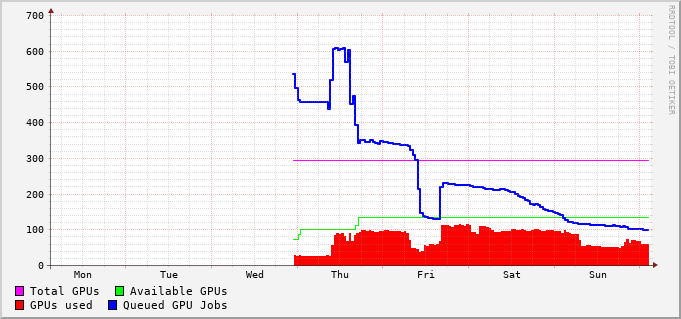 700
600
500
400
300
200
100
0
Mon Tue Wed Thu Fri Sat Sun
Total GPUs Available GPUs
GPUs used Queued GPU Jobs
RRDTOOL / TOBI OETIKER